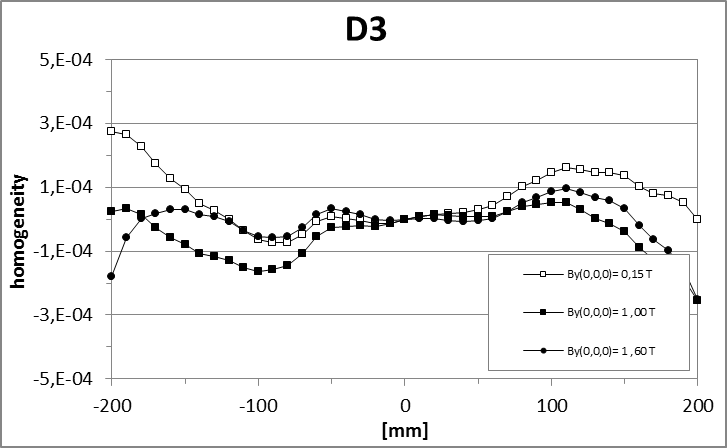 D3
5,E-04
3,E-04
1,E-04
-1,E-04
-3,E-04
-5,E-04
homogeneity
-200
-100
0
100
200
[mm]
By(0,0,0)= 0,15 T
By(0,0,0)= 1,00 T
By(0,0,0)= 1,60 T